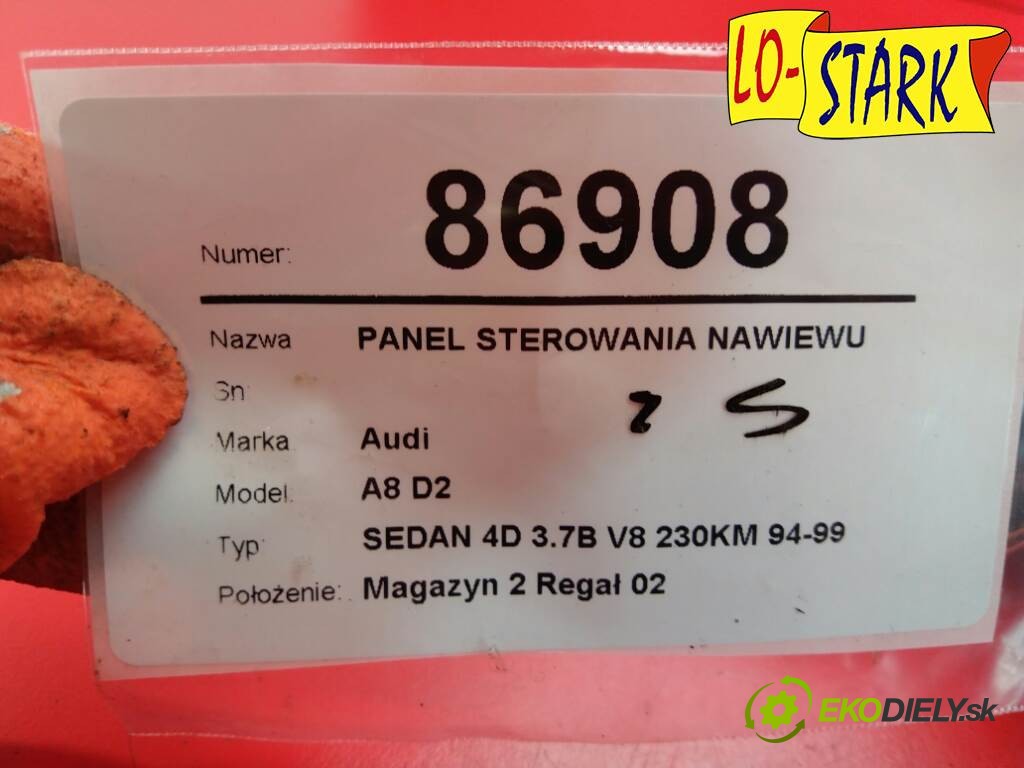 LO-STARK
Numer: 86908
Nazwa PANEL STEROWANIA NAWIEWU
Sn:
2 S
Marka Audi
Model: A8 D2
Typ: SEDAN 4D 3.7B V8 230KM 94-99
Położenie: Magazyn 2 Regał 02
EKODIELY.sk